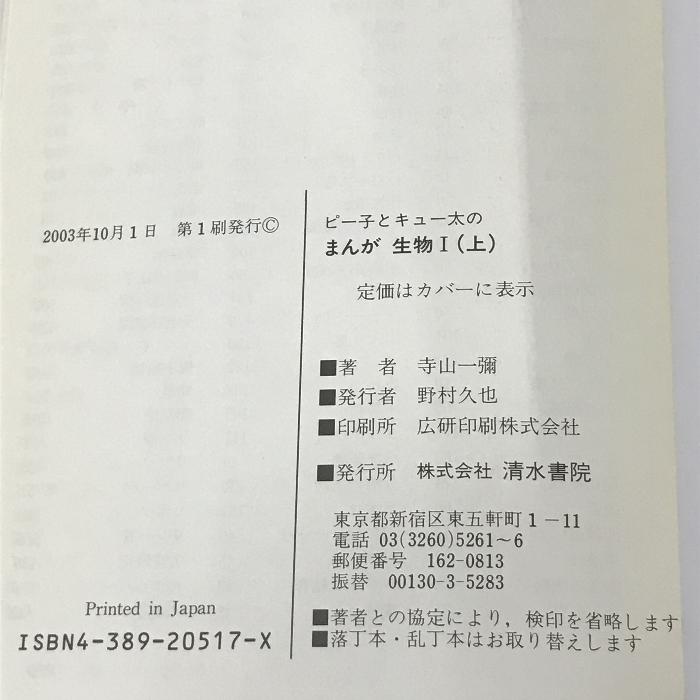 2003年10月1日 第1刷発行Ⓒ
ピー子とキュー太の
まんが 生物Ⅰ(上)
定価はカバーに表示
■著 者 寺山一彌
■発行者 野村久也
■印刷所 広研印刷株式会社
■発行所 株式会社 清水書院
東京都新宿区東五軒町1-11
電話 03(3260)5261~6
郵便番号 162-0813
振替 00130-3-5283
Printed in Japan
ISBN4-389-20517-X
■著者との協定により,検印を省略します
■落丁本・乱丁本はお取り替えします